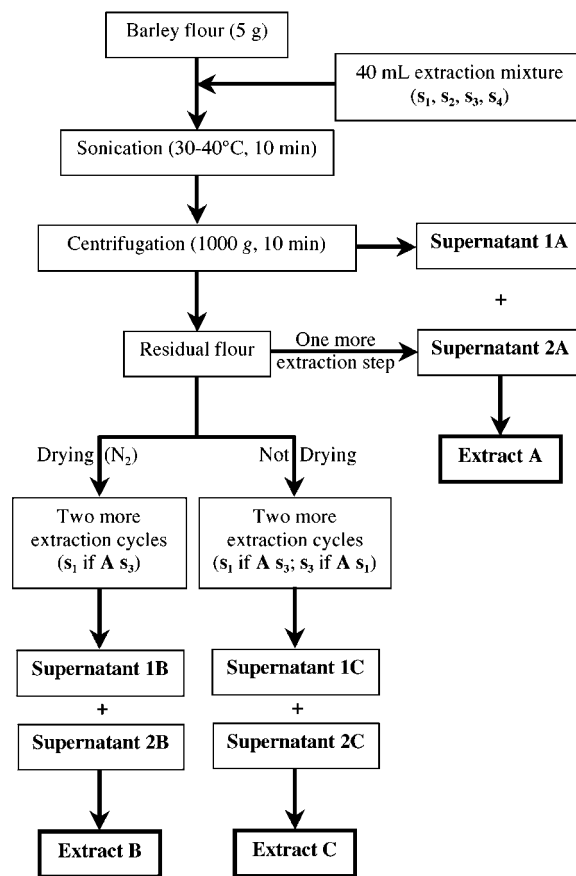 Barley flour (5 g)
40 mL extraction mixture
(s₁, s₂, s₃, s₄)
Sonication (30-40°C, 10 min)
Centrifugation (1000 g, 10 min)
Supernatant 1A
+
Residual flour
One more
extraction step
Supernatant 2A
Extract A
Drying (N₂)
Not Drying
Two more
extraction cycles
(s₁ if A s₃)
Two more
extraction cycles
(s₁ if A s₃; s₃ if A s₁)
Supernatant 1B
+
Supernatant 2B
Extract B
Supernatant 1C
+
Supernatant 2C
Extract C